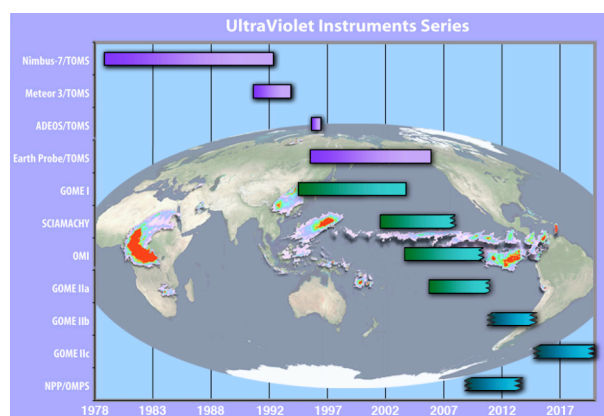 UltraViolet Instruments Series
Nimbus-7/TOMS
Meteor 3/TOMS
ADEOS/TOMS
Earth Probe/TOMS
GOME I
SCIAMACHY
OMI
GOME IIa
GOME IIb
GOME IIc
NPP/OMPS
1978 1983 1988 1992 1997 2002 2007 2012 2017